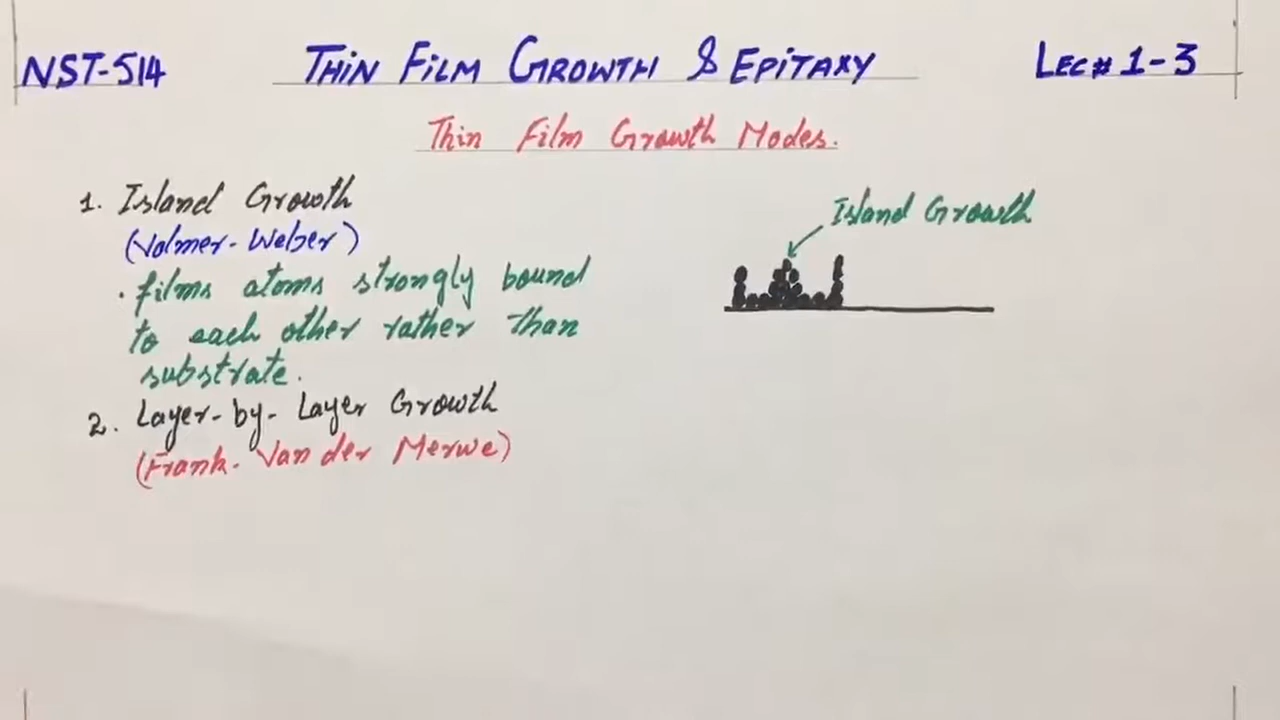 NST-514
THIN FILM GROWTH & EPITAXY
LEC# 1-3
Thin Film Growth Modes.
1. Island Growth
(Volmer-Weber)
• films atoms strongly bound
to each other rather than
substrate.
Island Growth
2. Layer-by-Layer Growth
(Frank-Van der Merwe)